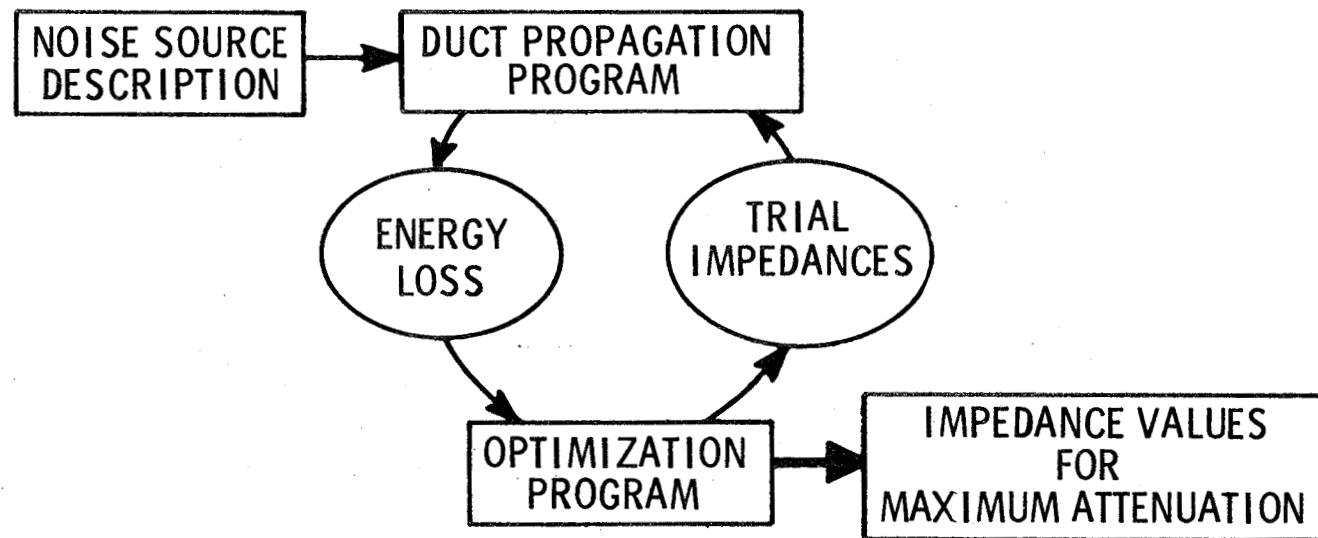 NOISE SOURCE
DESCRIPTION
DUCT PROPAGATION
PROGRAM
ENERGY
LOSS
TRIAL
IMPEDANCES
OPTIMIZATION
PROGRAM
IMPEDANCE VALUES
FOR
MAXIMUM ATTENUATION